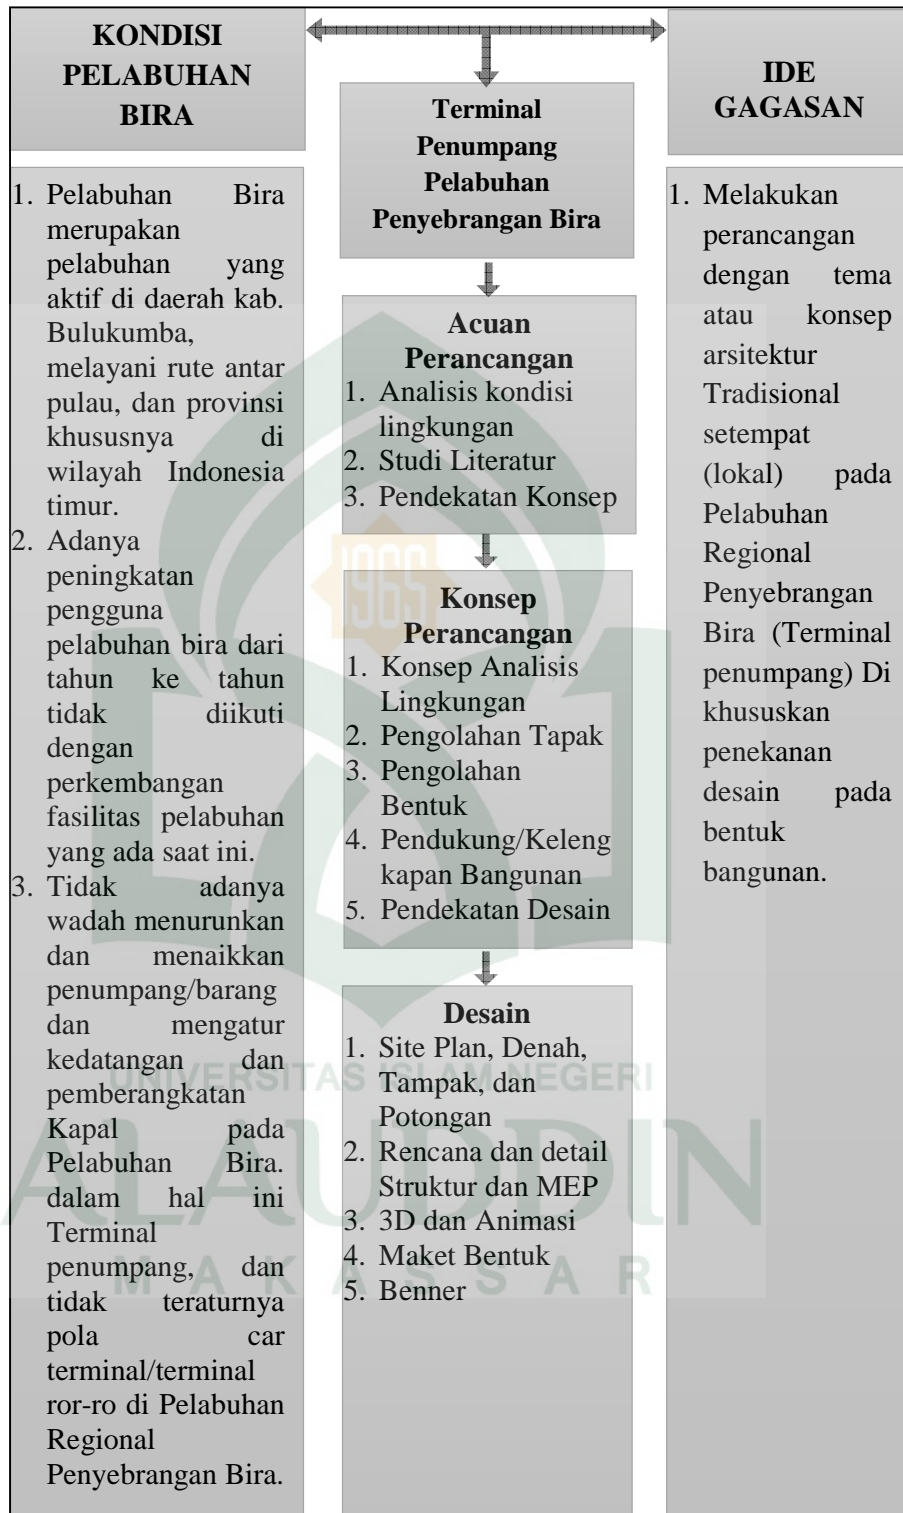 KONDISI
PELABUHAN
BIRA
1. Pelabuhan Bira
merupakan
pelabuhan yang
aktif di daerah kab.
Bulukumba,
melayani rute antar
pulau, dan provinsi
khususnya di
wilayah Indonesia
timur.
2. Adanya
peningkatan
pengguna
pelabuhan bira dari
tahun ke tahun
tidak diikuti
dengan
perkembangan
fasilitas pelabuhan
yang ada saat ini.
3. Tidak adanya
wadah menurunkan
dan menaikkan
penumpang/barang
dan mengatur
kedatangan dan
pemberangkatan
Kapal pada
Pelabuhan Bira.
dalam hal ini
Terminal
penumpang, dan
tidak teraturnya
pola car
terminal/terminal
ror-ro di Pelabuhan
Regional
Penyebrangan Bira.
Terminal
Penumpang
Pelabuhan
Penyebrangan Bira
Acuan
Perancangan
1. Analisis kondisi
lingkungan
2. Studi Literatur
3. Pendekatan Konsep
Konsep
Perancangan
1. Konsep Analisis
Lingkungan
2. Pengolahan Tapak
3. Pengolahan
Bentuk
4. Pendukung/Keleng
kapan Bangunan
5. Pendekatan Desain
Desain
1. Site Plan, Denah,
Tampak, dan
Potongan
2. Rencana dan detail
Struktur dan MEP
3. 3D dan Animasi
4. Maket Bentuk
5. Benner
IDE
GAGASAN
1. Melakukan
perancangan
dengan tema
atau konsep
arsitektur
Tradisional
setempat
(lokal) pada
Pelabuhan
Regional
Penyebrangan
Bira (Terminal
penumpang) Di
khususkan
penekanan
desain pada
bentuk
bangunan.
1965
UNIVERSITAS ISLAM NEGERI
ALAUDDIN
MAKASSAR